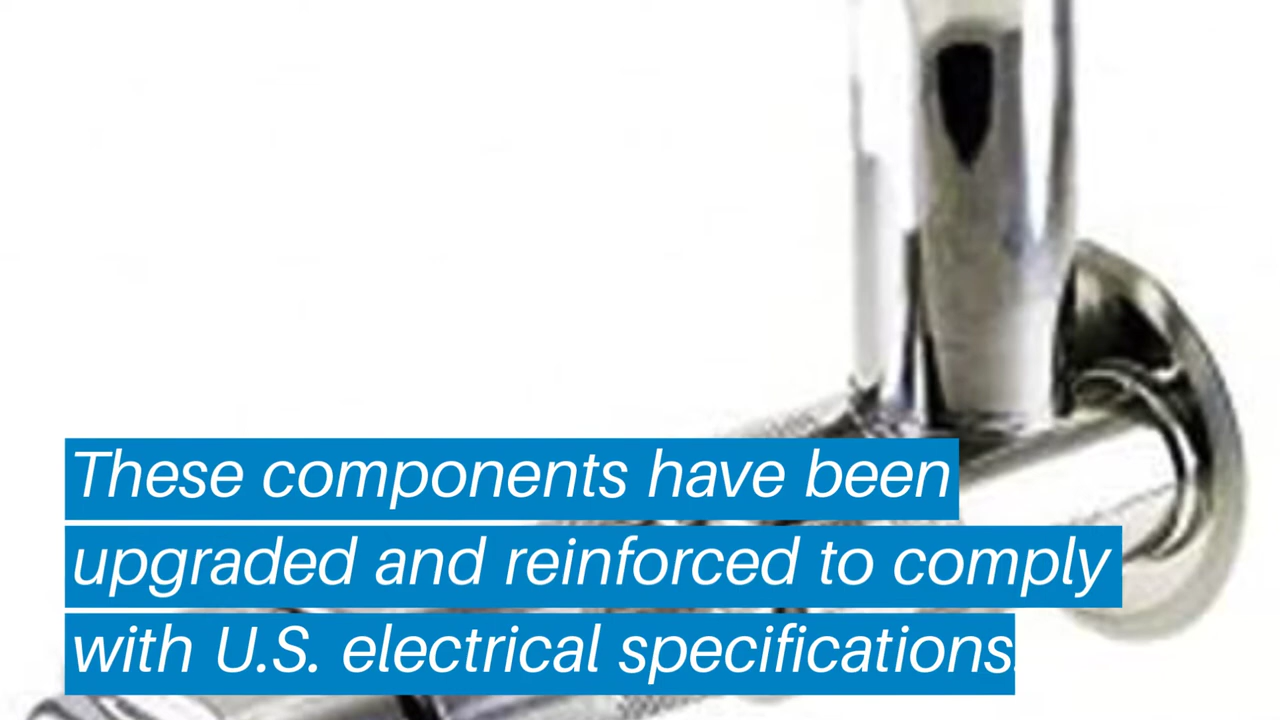 These components have been
upgraded and reinforced to comply
with U.S. electrical specifications.